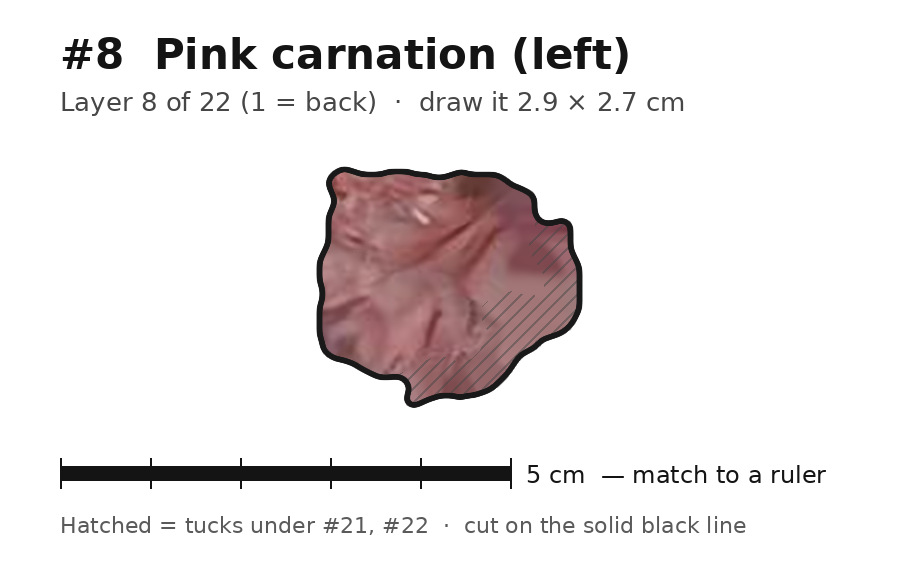 #8 Pink carnation (left)
Layer 8 of 22 (1 = back) · draw it 2.9 × 2.7 cm
5 cm — match to a ruler
Hatched = tucks under #21, #22 · cut on the solid black line